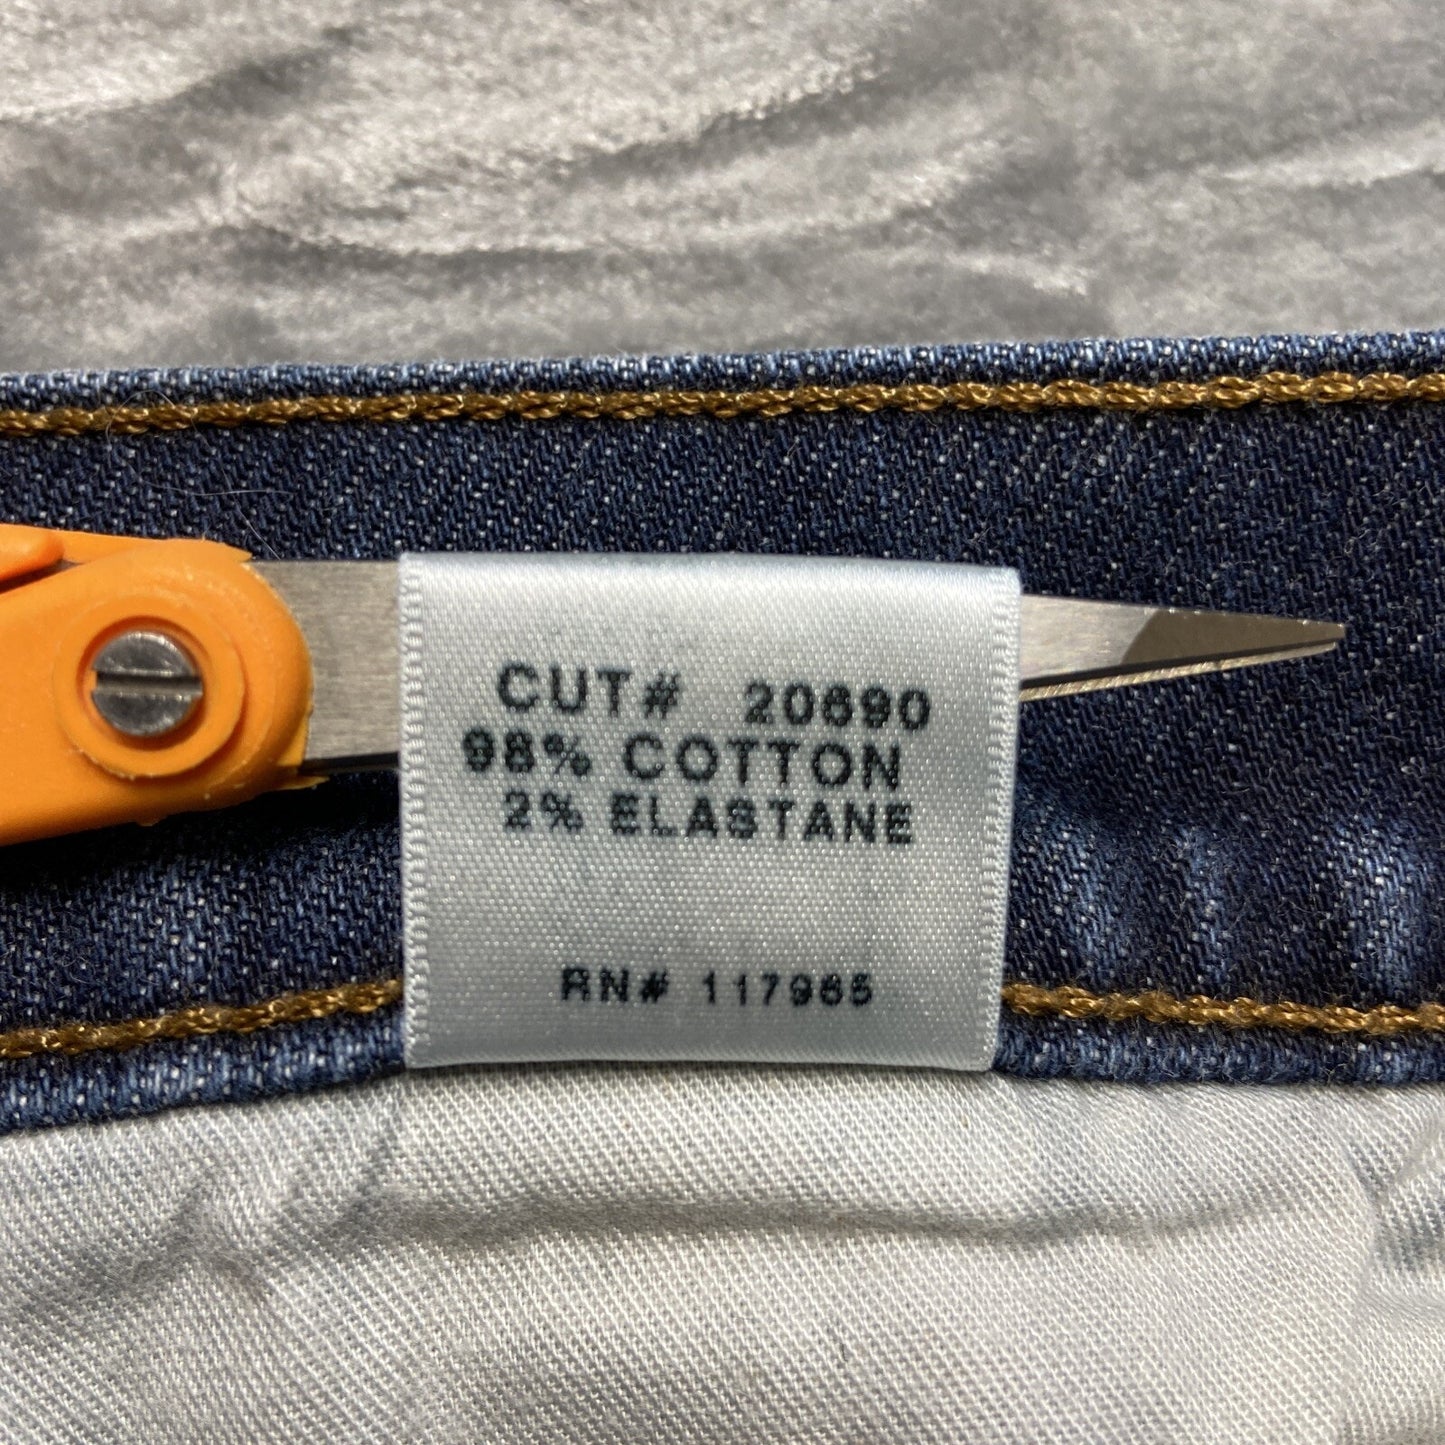 CUT# 20690
98% COTTON
2% ELASTANE
RN# 117965